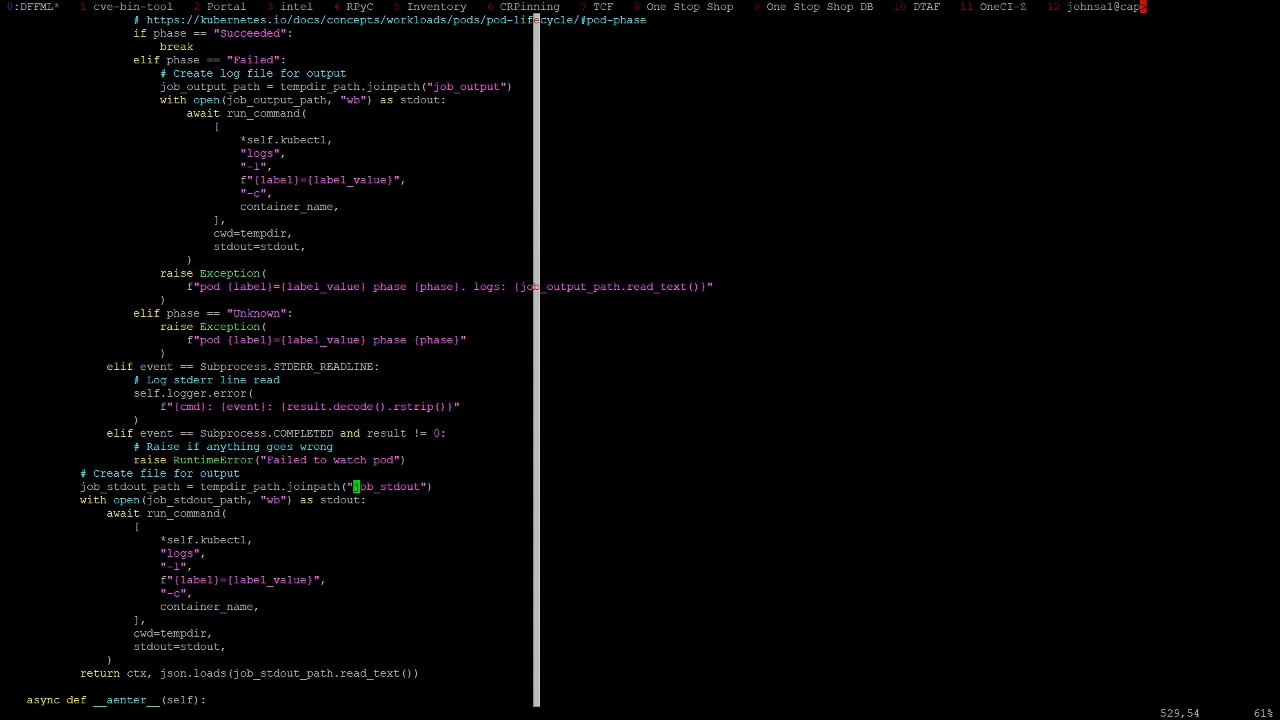 0:DFFML* 1 cve-bin-tool 2 Portal 3 intel 4 RPyC 5 Inventory 6 CRPinning 7 TCF 8 One Stop Shop 9 One Stop Shop DB 10 DTAF 11 OneCI-Z 12 johnsa1@cap>
# https://kubernetes.io/docs/concepts/workloads/pods/pod-lifecycle/#pod-phase
if phase == "Succeeded":
break
elif phase == "Failed":
# Create log file for output
job_output_path = tempdir_path.joinpath("job_output")
with open(job_output_path, "wb") as stdout:
await run_command(
[
*self.kubectl,
"logs",
"-l",
f"{label}={label_value}",
"-c",
container_name,
],
cwd=tempdir,
stdout=stdout,
)
raise Exception(
f"pod {label}={label_value} phase {phase}. logs: {job_output_path.read_text()}"
)
elif phase == "Unknown":
raise Exception(
f"pod {label}={label_value} phase {phase}"
)
elif event == Subprocess.STDERR_READLINE:
# Log stderr line read
self.logger.error(
f"{cmd}: {event}: {result.decode().rstrip()}"
)
elif event == Subprocess.COMPLETED and result != 0:
# Raise if anything goes wrong
raise RuntimeError("Failed to watch pod")
# Create file for output
job_stdout_path = tempdir_path.joinpath("job_stdout")
with open(job_stdout_path, "wb") as stdout:
await run_command(
[
*self.kubectl,
"logs",
"-l",
f"{label}={label_value}",
"-c",
container_name,
],
cwd=tempdir,
stdout=stdout,
)
return ctx, json.loads(job_stdout_path.read_text())
async def __aenter__(self):
529,54 61%